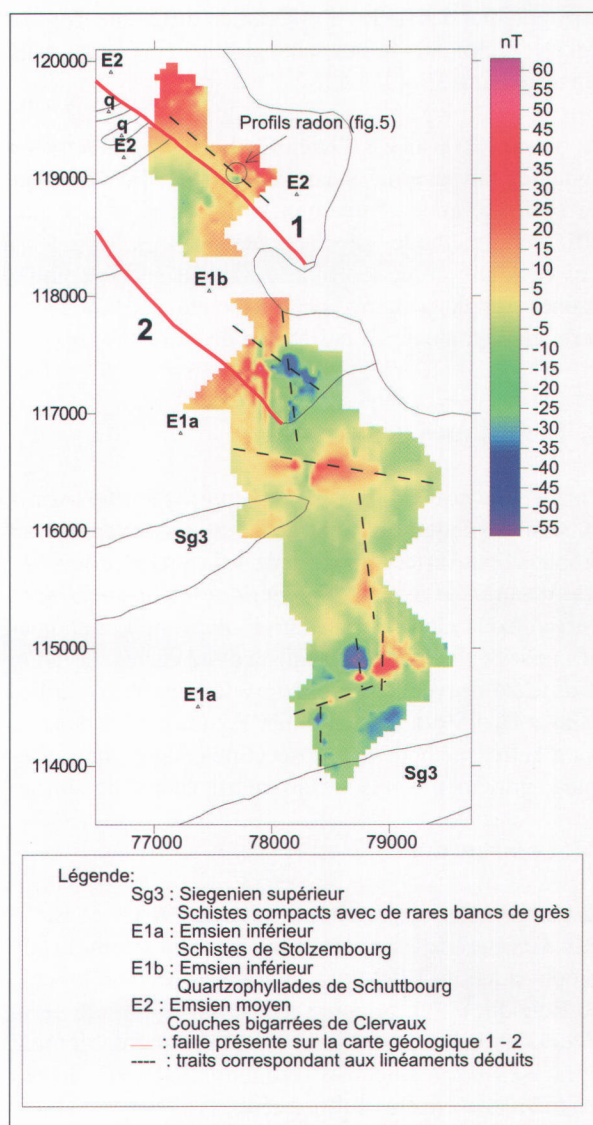 nT
120000
E2
q
q
E2
Profils radon (fig.5)
119000
E2
1
E1b
118000
2
117000
E1a
116000
Sg3
115000
E1a
114000
Sg3
77000
78000
79000
60
55
50
45
40
35
30
25
20
15
10
5
0
-5
-10
-15
-20
-25
-30
-35
-40
-45
-50
-55
Légende:
Sg3 : Siegenien supérieur
Schistes compacts avec de rares bancs de grès
E1a : Emsien inférieur
Schistes de Stolzembourg
E1b : Emsien inférieur
Quartzophyllades de Schuttbourg
E2 : Emsien moyen
Couches bigarrées de Clervaux
: faille présente sur la carte géologique 1 - 2
---- : traits correspondant aux linéaments déduits